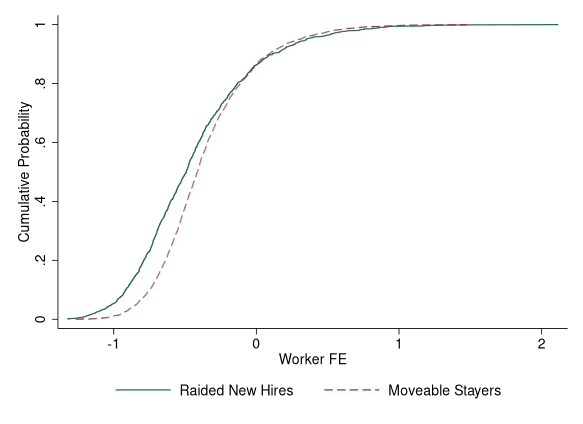 1
.8
.6
.4
.2
0
Cumulative Probability
-1 0 1 2
Worker FE
Raided New Hires Moveable Stayers